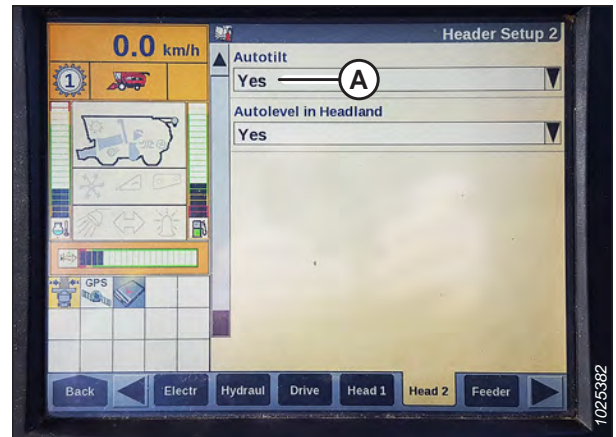 Header Setup 2
0.0 km/h
1
Autotilt
Yes
A
Autolevel in Headland
Yes
GPS
Back
Electr
Hydraul
Drive
Head 1
Head 2
Feeder
1025382